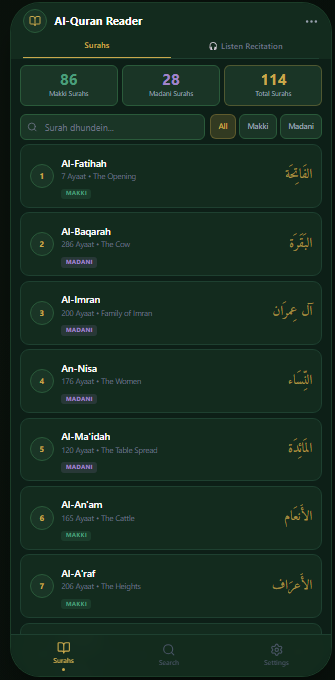 Al-Quran Reader
Surahs
Listen Recitation
86
Makki Surahs
28
Madani Surahs
114
Total Surahs
Surah dhundein...
All
Makki
Madani
1
Al-Fatihah
الفَاتِحَة
7 Ayaat • The Opening
MAKKI
2
Al-Baqarah
البَقَرَة
286 Ayaat • The Cow
MADANI
3
Al-Imran
آل عِمرَان
200 Ayaat • Family of Imran
MADANI
4
An-Nisa
النِّسَاء
176 Ayaat • The Women
MADANI
5
Al-Ma'idah
المَائِدَة
120 Ayaat • The Table Spread
MADANI
6
Al-An'am
الأَنعَام
165 Ayaat • The Cattle
MAKKI
7
Al-A'raf
الأَعرَاف
206 Ayaat • The Heights
MAKKI
Surahs
Search
Settings